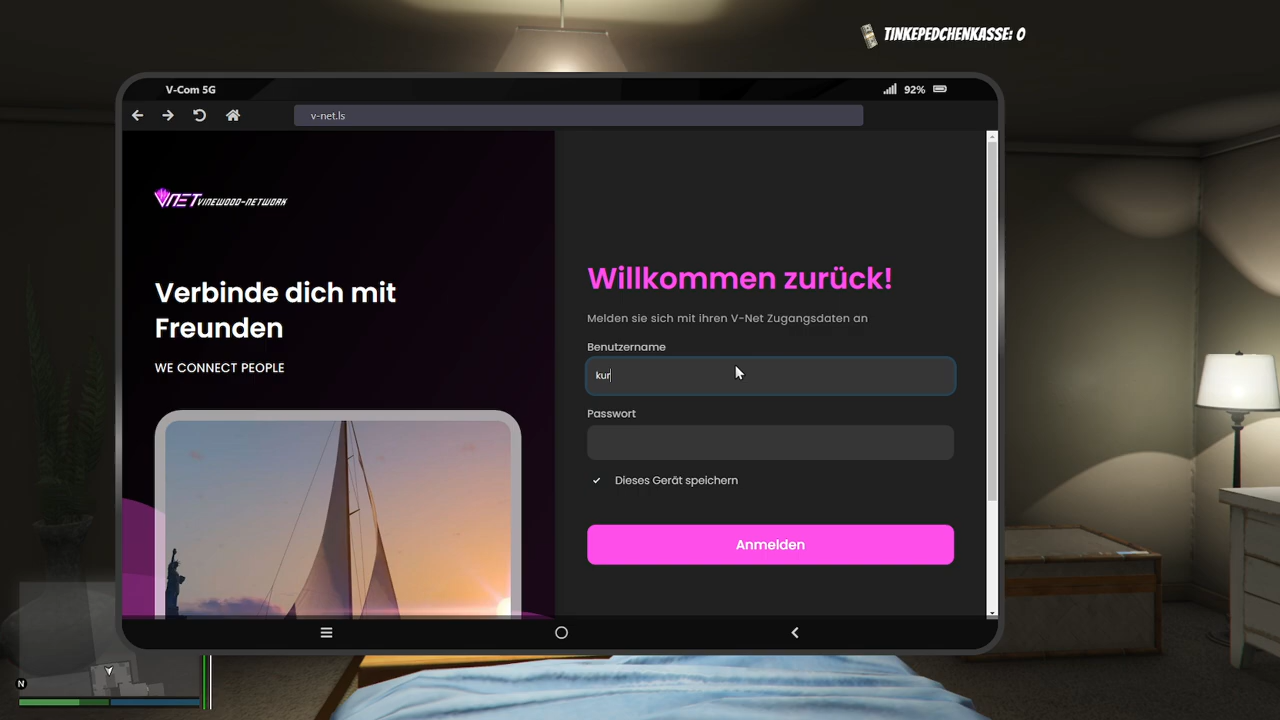 TINKEPEDCHENKASSE: 0
V-Com 5G
92%
v-net.ls
VNET VINEWOOD-NETWORK
Verbinde dich mit
Freunden
WE CONNECT PEOPLE
Willkommen zurück!
Melden sie sich mit ihren V-Net Zugangsdaten an
Benutzername
kur
Passwort
Dieses Gerät speichern
Anmelden
N